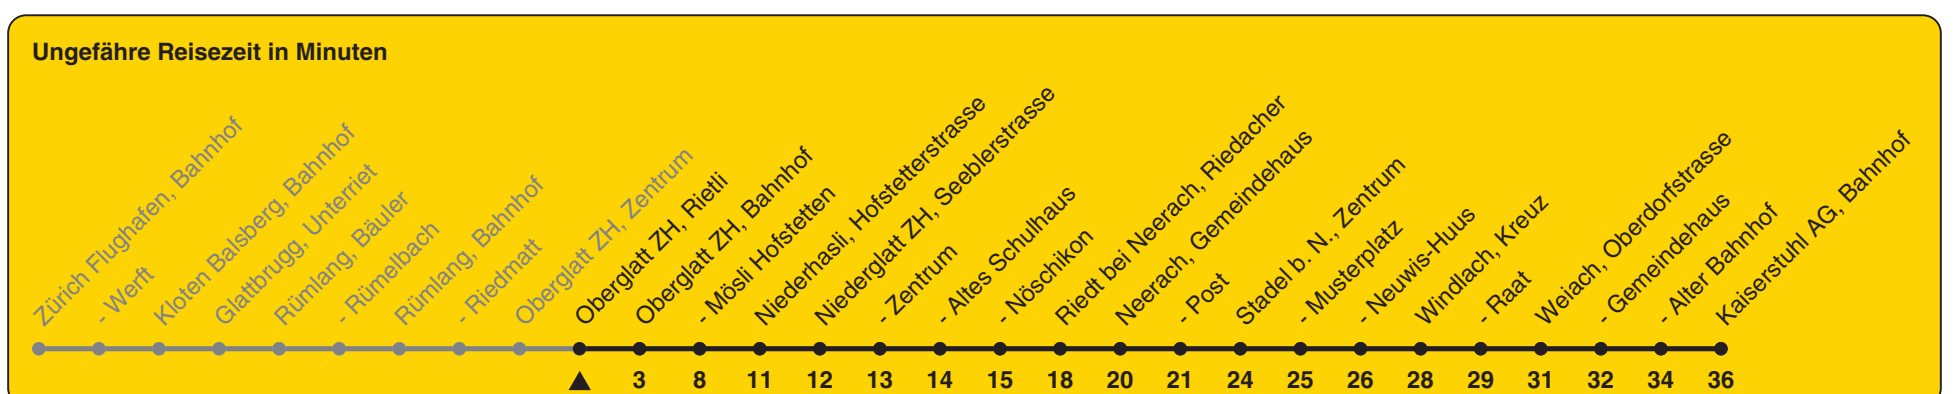 Ungefähre Reisezeit in Minuten
Zürich Flughafen, Bahnhof
- Werft
Kloten Balsberg, Bahnhof
Glattbrugg, Unterriet
Rümlang, Bäuler
- Rümelbach
Rümlang, Bahnhof
- Riedmatt
Oberglatt ZH, Zentrum
Oberglatt ZH, Rietli
Oberglatt ZH, Bahnhof
- Mösli Hofstetten
Niederhasli, Hofstetterstrasse
Niederglatt ZH, Seeblerstrasse
- Zentrum
- Altes Schulhaus
- Nöschikon
Riedt bei Neerach, Riedacher
Neerach, Gemeindehaus
- Post
Stadel b. N., Zentrum
- Musterplatz
- Neuwis-Huus
Windlach, Kreuz
- Raat
Weiach, Oberdorfstrasse
- Gemeindehaus
- Alter Bahnhof
Kaiserstuhl AG, Bahnhof
3 8 11 12 13 14 15 18 20 21 24 25 26 28 29 31 32 34 36